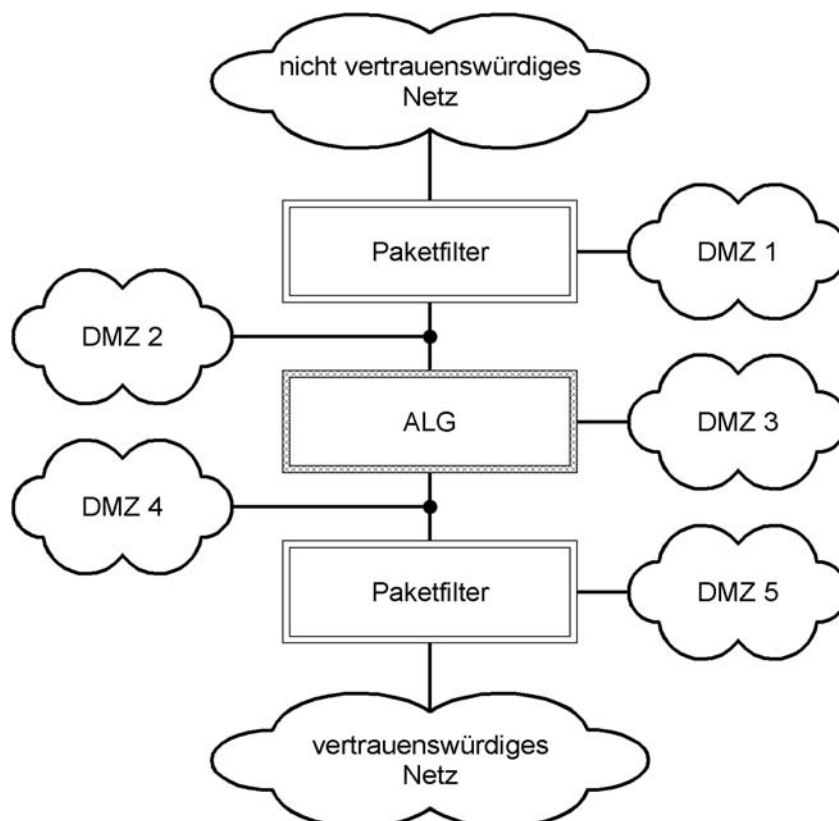 nicht vertrauenswürdiges
Netz
Paketfilter
DMZ 1
DMZ 2
ALG
DMZ 3
DMZ 4
Paketfilter
DMZ 5
vertrauenswürdiges
Netz